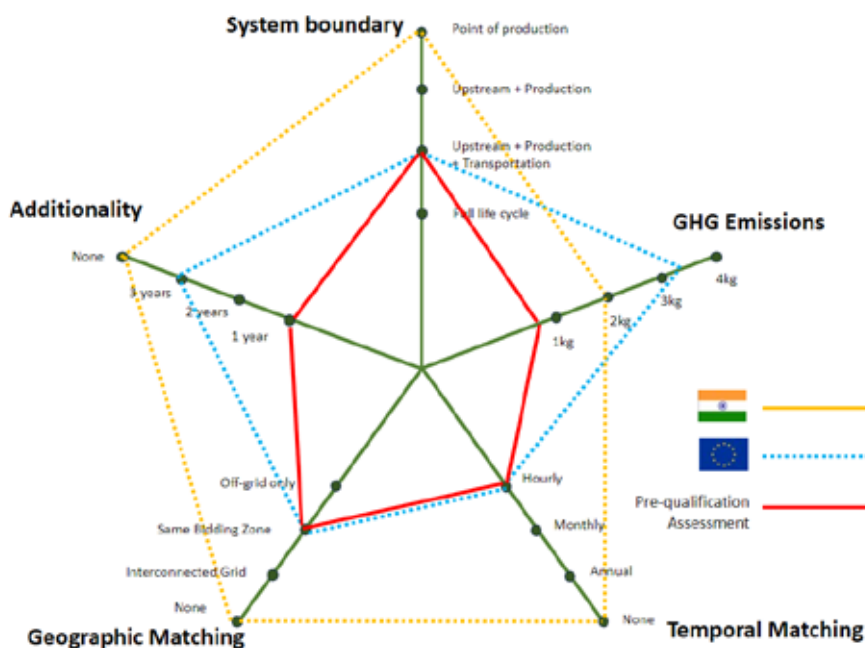 System boundary
Point of production
Upstream + Production
Upstream + Production
+ Transportation
Full life cycle
Additionality
None
3 years
2 years
1 year
GHG Emissions
4kg
3kg
2kg
1kg
Off-grid only
Same Bidding Zone
Interconnected Grid
None
Geographic Matching
Hourly
Monthly
Annual
None
Temporal Matching
Pre-qualification
Assessment